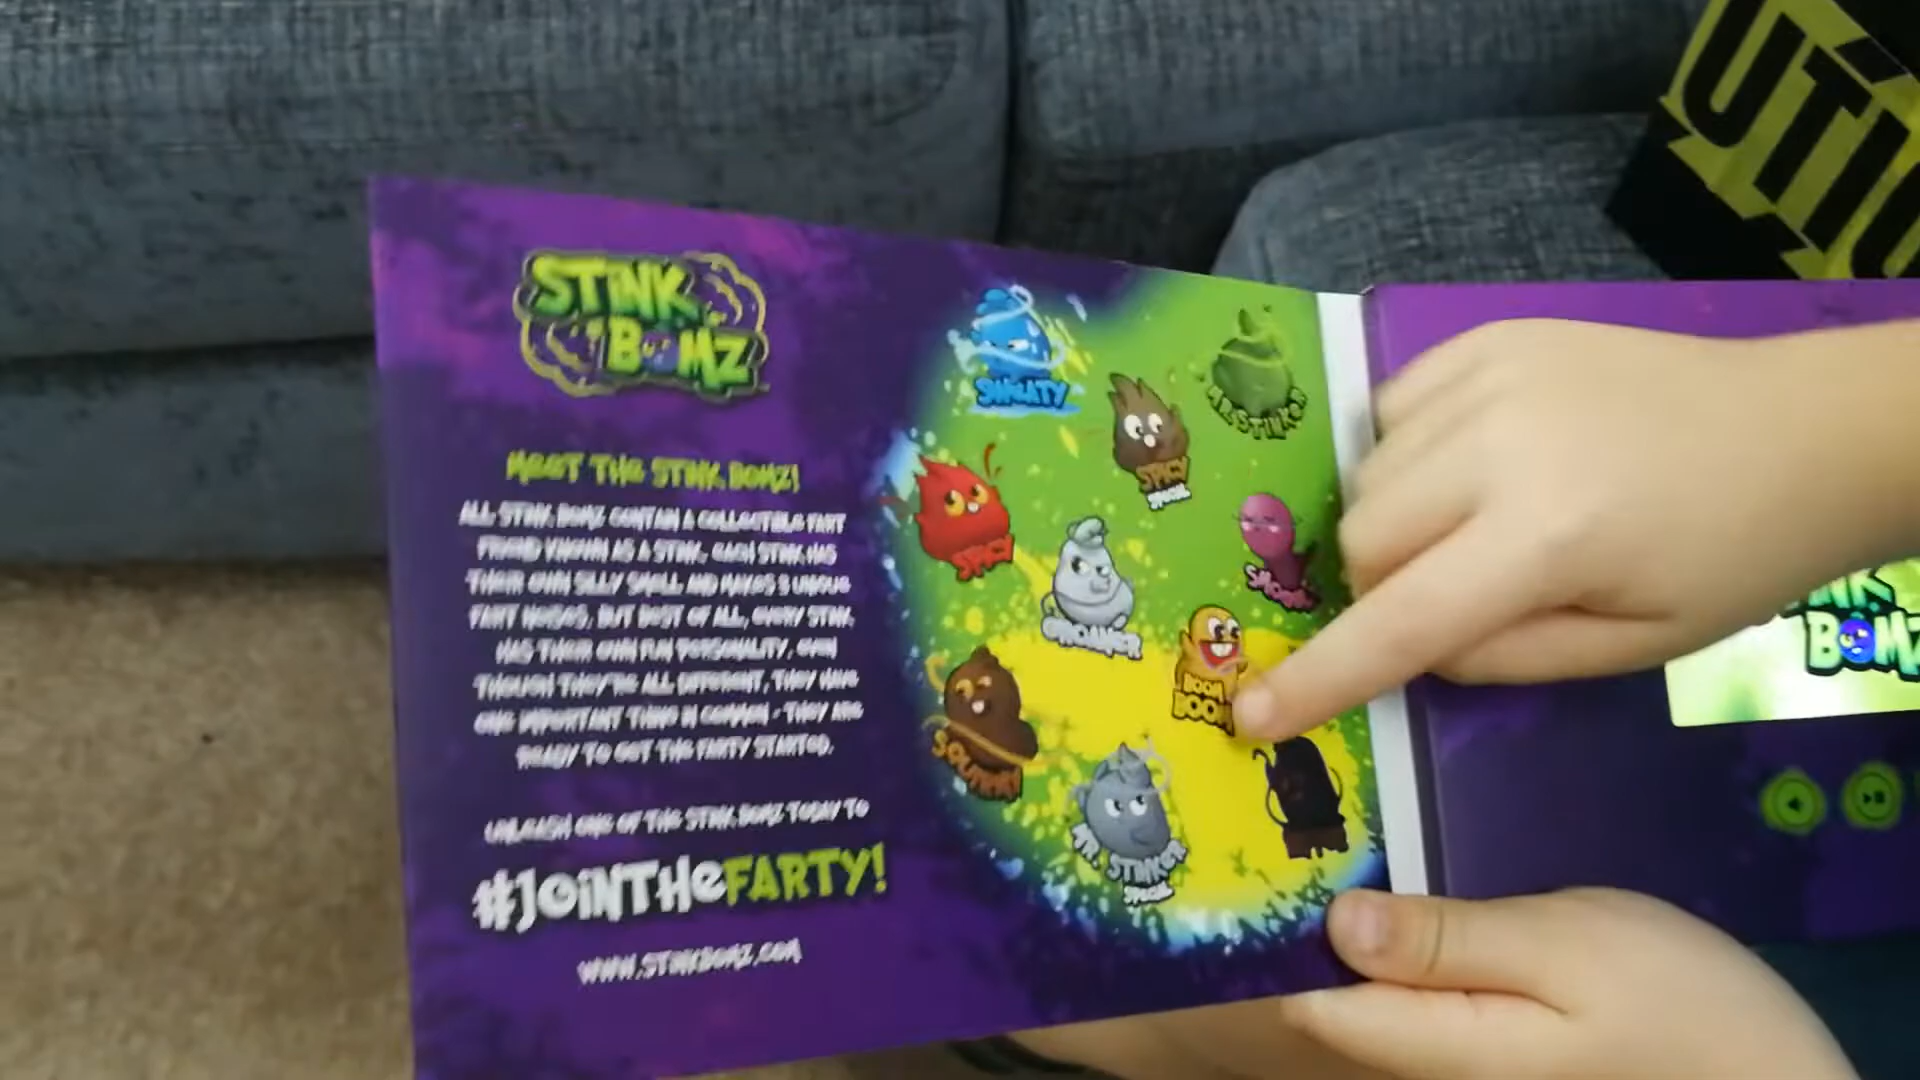 UTIO
STINK
BOMZ
MEET THE STINK BOMZ!
ALL STINK BOMZ CONTAIN A COLLECTIBLE FART
FRIEND KNOWN AS A STINK. EACH STINK HAS
THEIR OWN SILLY SMELL AND MAKES 3 UNIQUE
FART NOISES, BUT BEST OF ALL, EVERY STINK
HAS THEIR OWN FUN PERSONALITY. EVEN
THOUGH THEY'RE ALL DIFFERENT, THEY HAVE
ONE IMPORTANT THING IN COMMON - THEY ARE
READY TO GET THE FARTY STARTED.
UNLEASH ONE OF THE STINK BOMZ TODAY TO
#JOINTHEFARTY!
WWW.STINKBOMZ.COM
SWEATY
MR. STINKER
SPICY
SPECIAL
SPICY
GROANER
BOOM
BOOM
SQUEAKY
MR. STINKER
SPECIAL
BOMZ